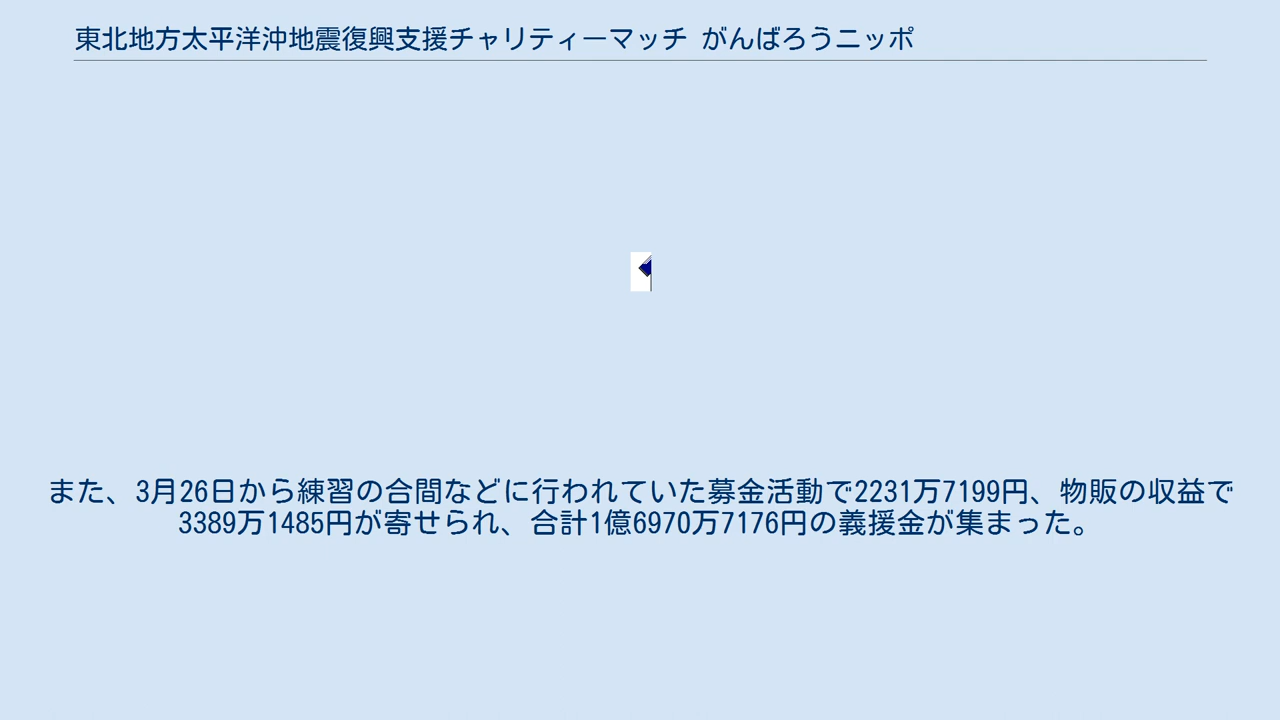 東北地方太平洋沖地震復興支援チャリティーマッチ がんばろうニッポ
また、3月26日から練習の合間などに行われていた募金活動で2231万7199円、物販の収益で
3389万1485円が寄せられ、合計1億6970万7176円の義援金が集まった。